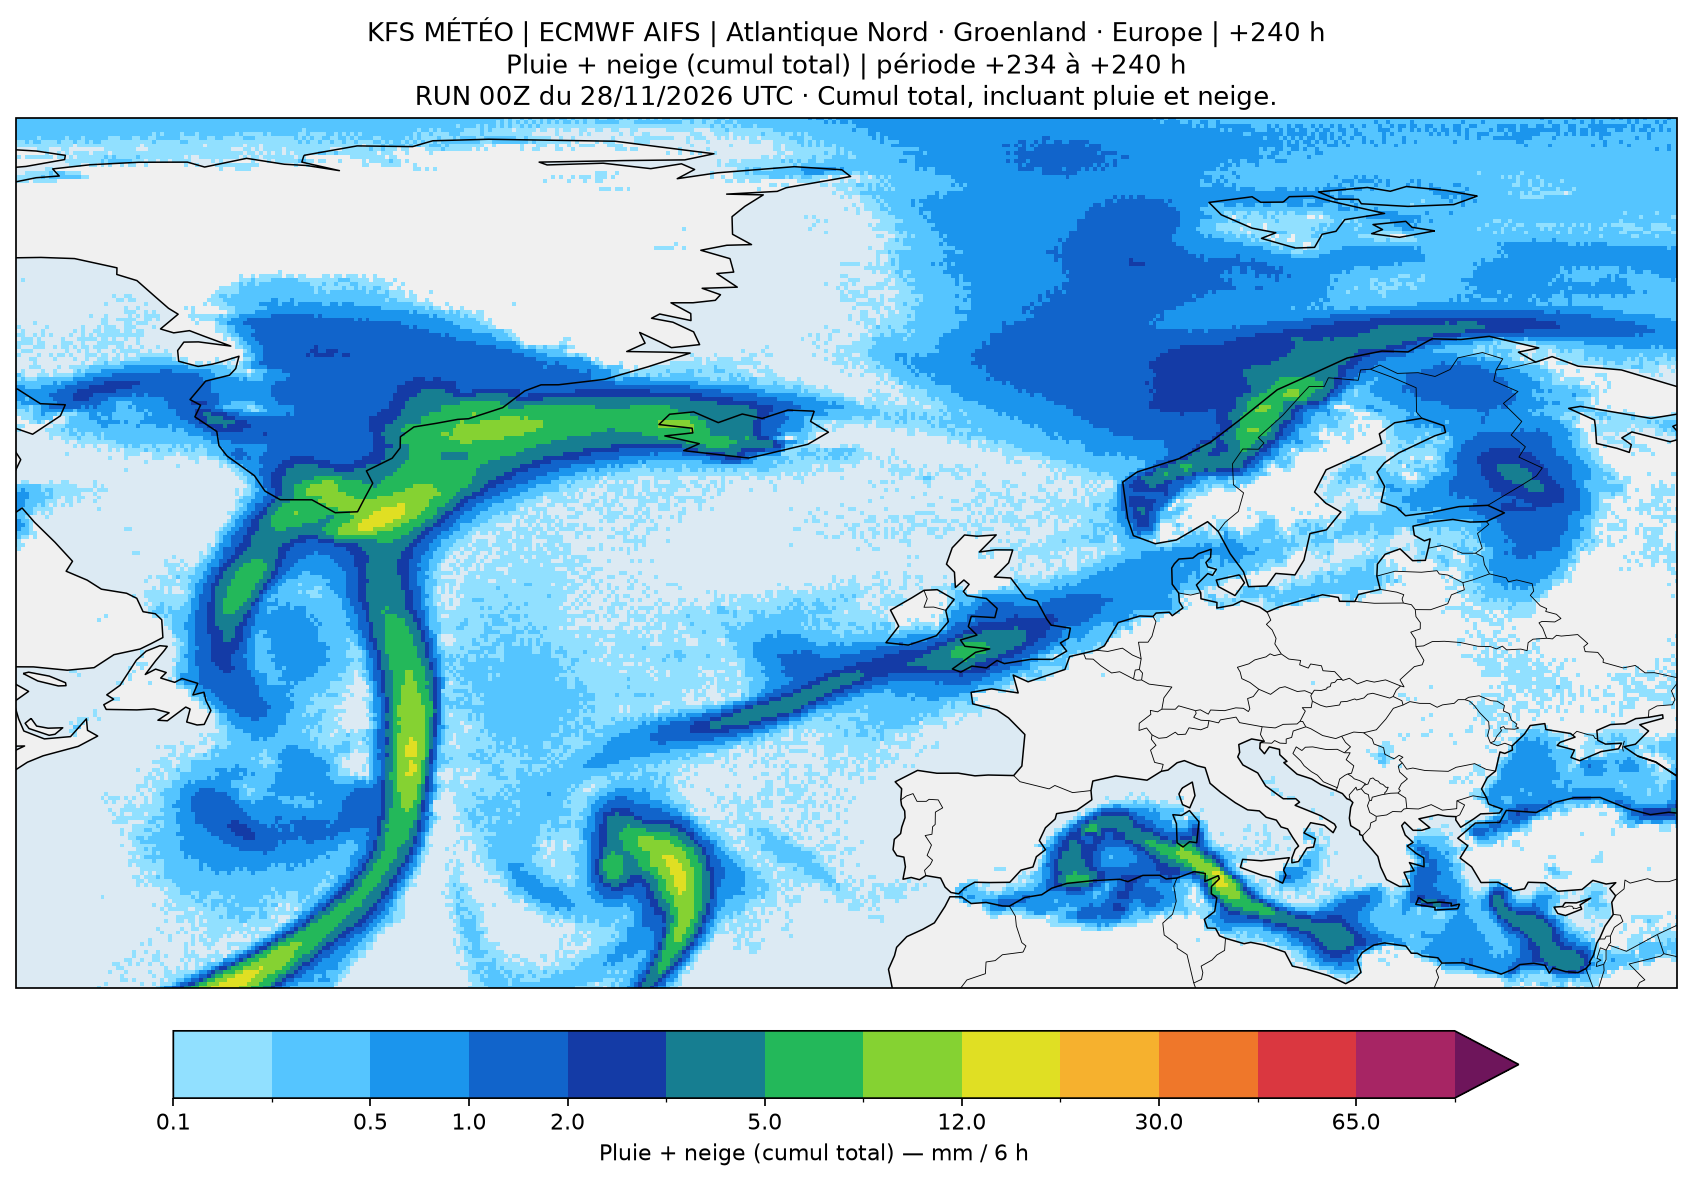 KFS MÉTÉO | ECMWF AIFS | Atlantique Nord · Groenland · Europe | +240 h
Pluie + neige (cumul total) | période +234 à +240 h
RUN 00Z du 28/11/2026 UTC · Cumul total, incluant pluie et neige.
0.1 0.5 1.0 2.0 5.0 12.0 30.0 65.0
Pluie + neige (cumul total) — mm / 6 h